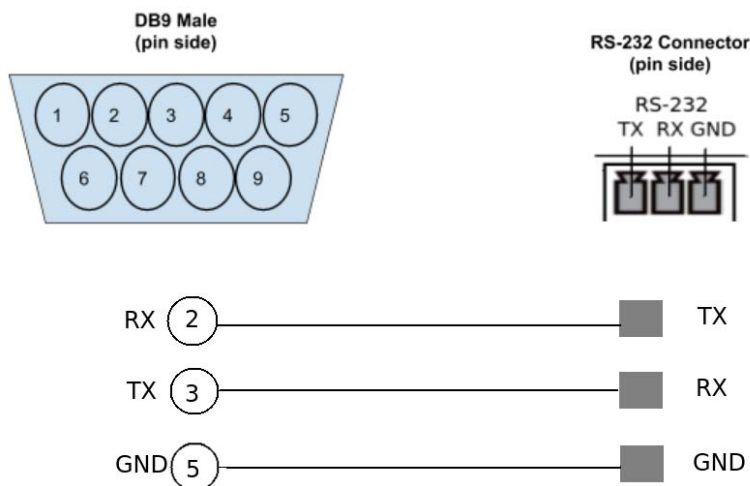 DB9 Male
(pin side)
RS-232 Connector
(pin side)
RS-232
TX RX GND
1 2 3 4 5
6 7 8 9
RX 2 TX
TX 3 RX
GND 5 GND